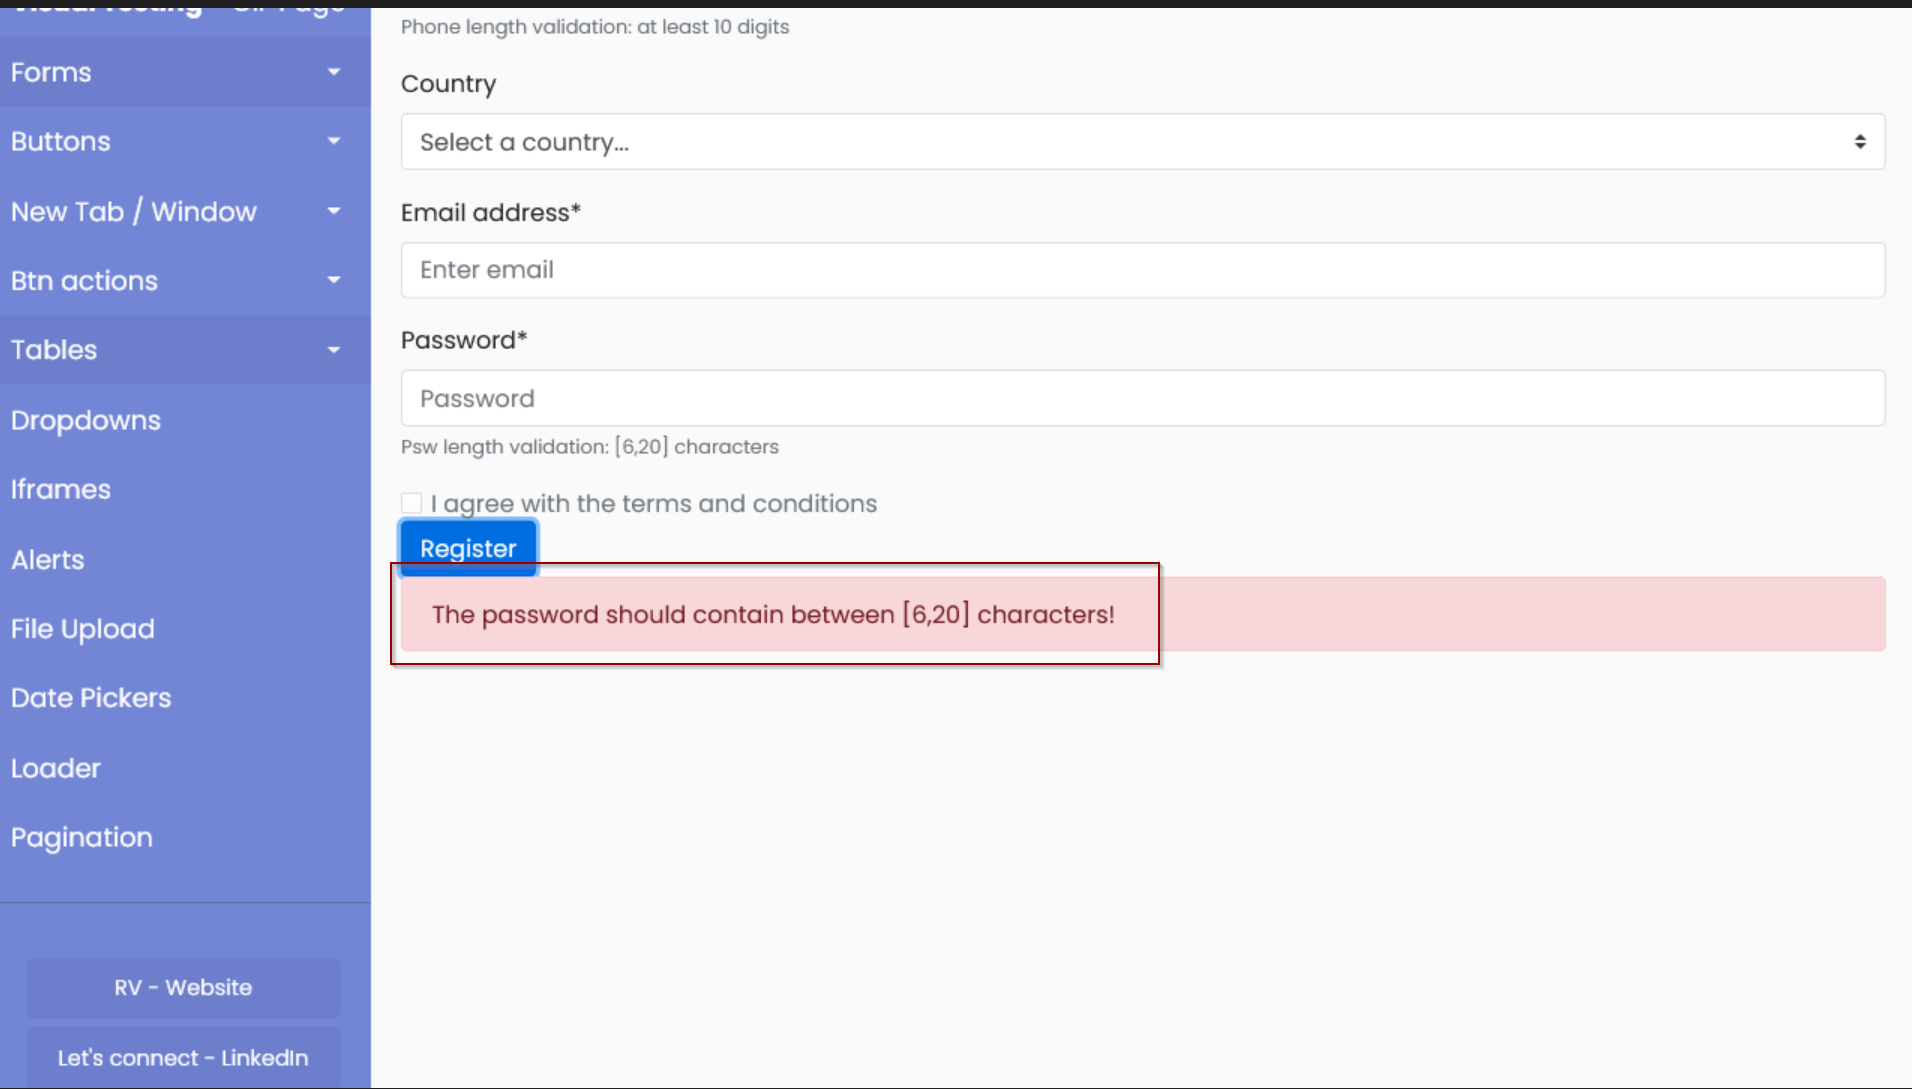 Forms
Buttons
New Tab / Window
Btn actions
Tables
Dropdowns
Iframes
Alerts
File Upload
Date Pickers
Loader
Pagination
RV - Website
Let's connect - LinkedIn
Phone length validation: at least 10 digits
Country
Select a country...
Email address*
Enter email
Password*
Password
Psw length validation: [6,20] characters
I agree with the terms and conditions
Register
The password should contain between [6,20] characters!